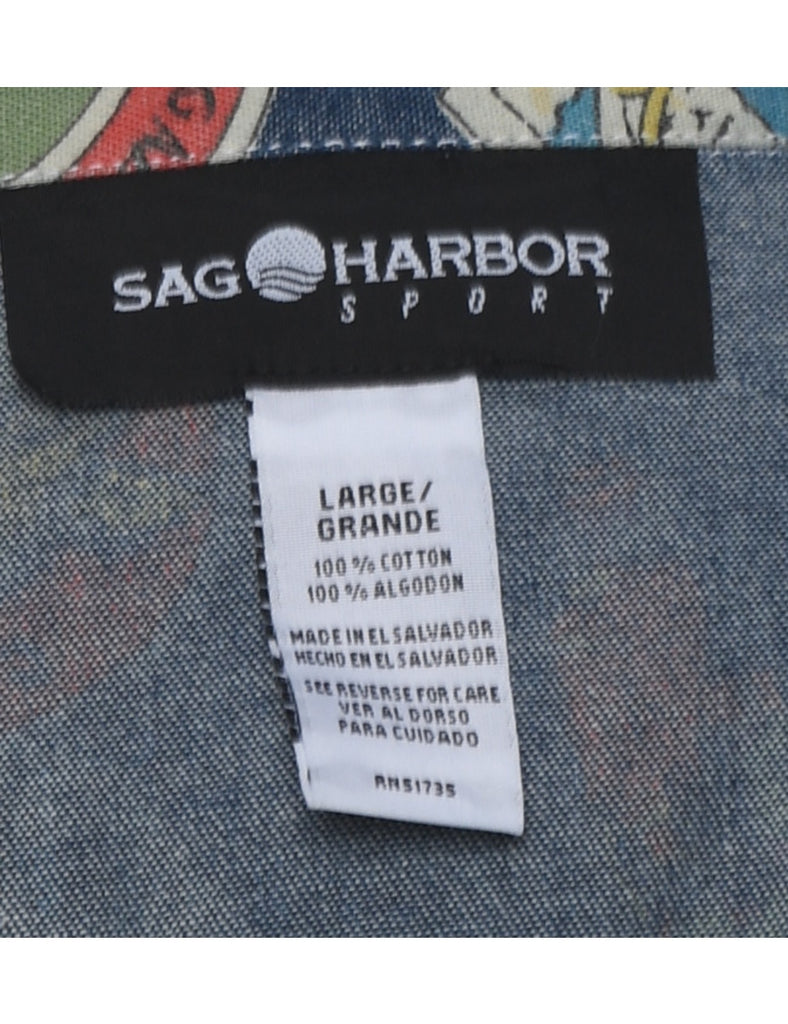 GNA
SAG HARBOR
SPORT
LARGE/
GRANDE
100% COTTON
100% ALGODON
MADE IN EL SALVADOR
HECHO EN EL SALVADOR
SEE REVERSE FOR CARE
VER AL DORSO
PARA CUIDADO
RN51735